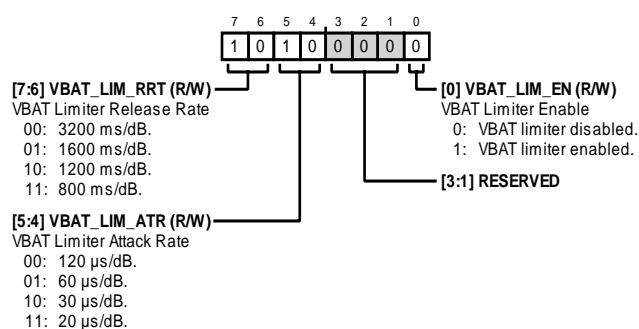 7 6 5 4 3 2 1 0
1 0 1 0 0 0 0 0
[7:6] VBAT_LIM_RRT (R/W)
VBAT Limiter Release Rate
00: 3200 ms/dB.
01: 1600 ms/dB.
10: 1200 ms/dB.
11: 800 ms/dB.
[5:4] VBAT_LIM_ATR (R/W)
VBAT Limiter Attack Rate
00: 120 µs/dB.
01: 60 µs/dB.
10: 30 µs/dB.
11: 20 µs/dB.
[0] VBAT_LIM_EN (R/W)
VBAT Limiter Enable
0: VBAT limiter disabled.
1: VBAT limiter enabled.
[3:1] RESERVED